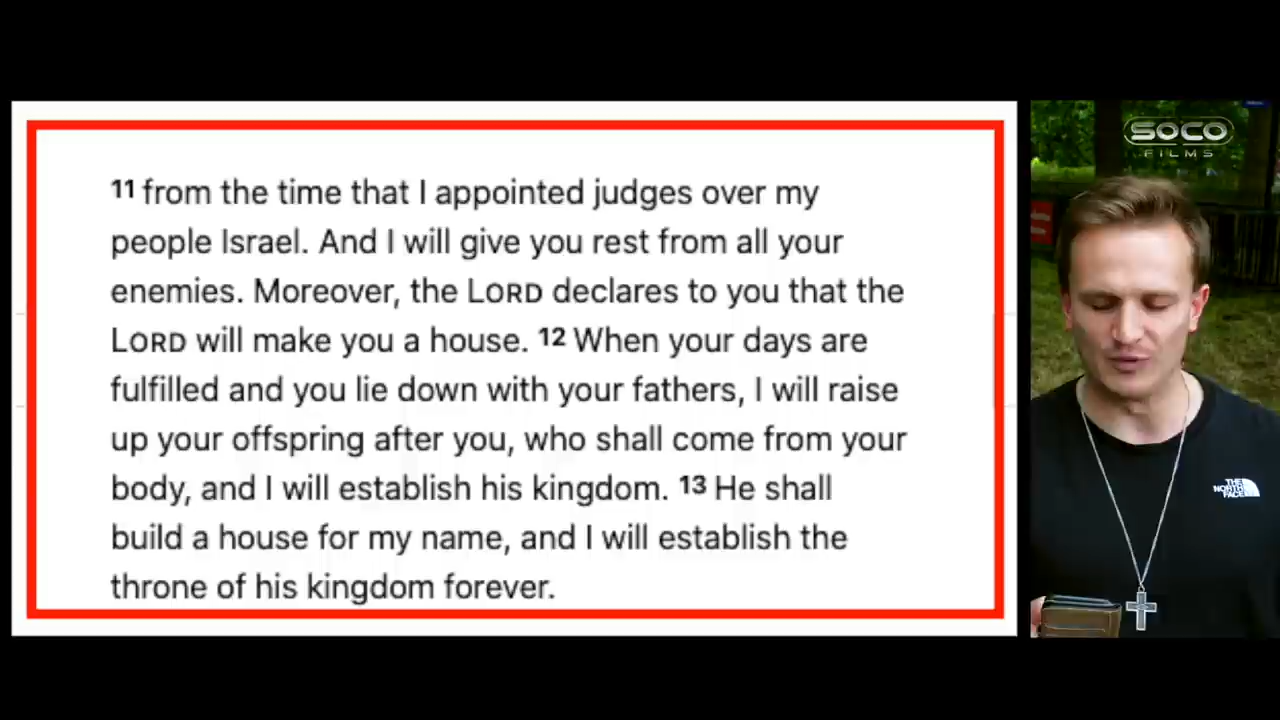 11 from the time that I appointed judges over my
people Israel. And I will give you rest from all your
enemies. Moreover, the LORD declares to you that the
LORD will make you a house. 12 When your days are
fulfilled and you lie down with your fathers, I will raise
up your offspring after you, who shall come from your
body, and I will establish his kingdom. 13 He shall
build a house for my name, and I will establish the
throne of his kingdom forever.
SOCO
FILMS
THE
NORTH
FACE